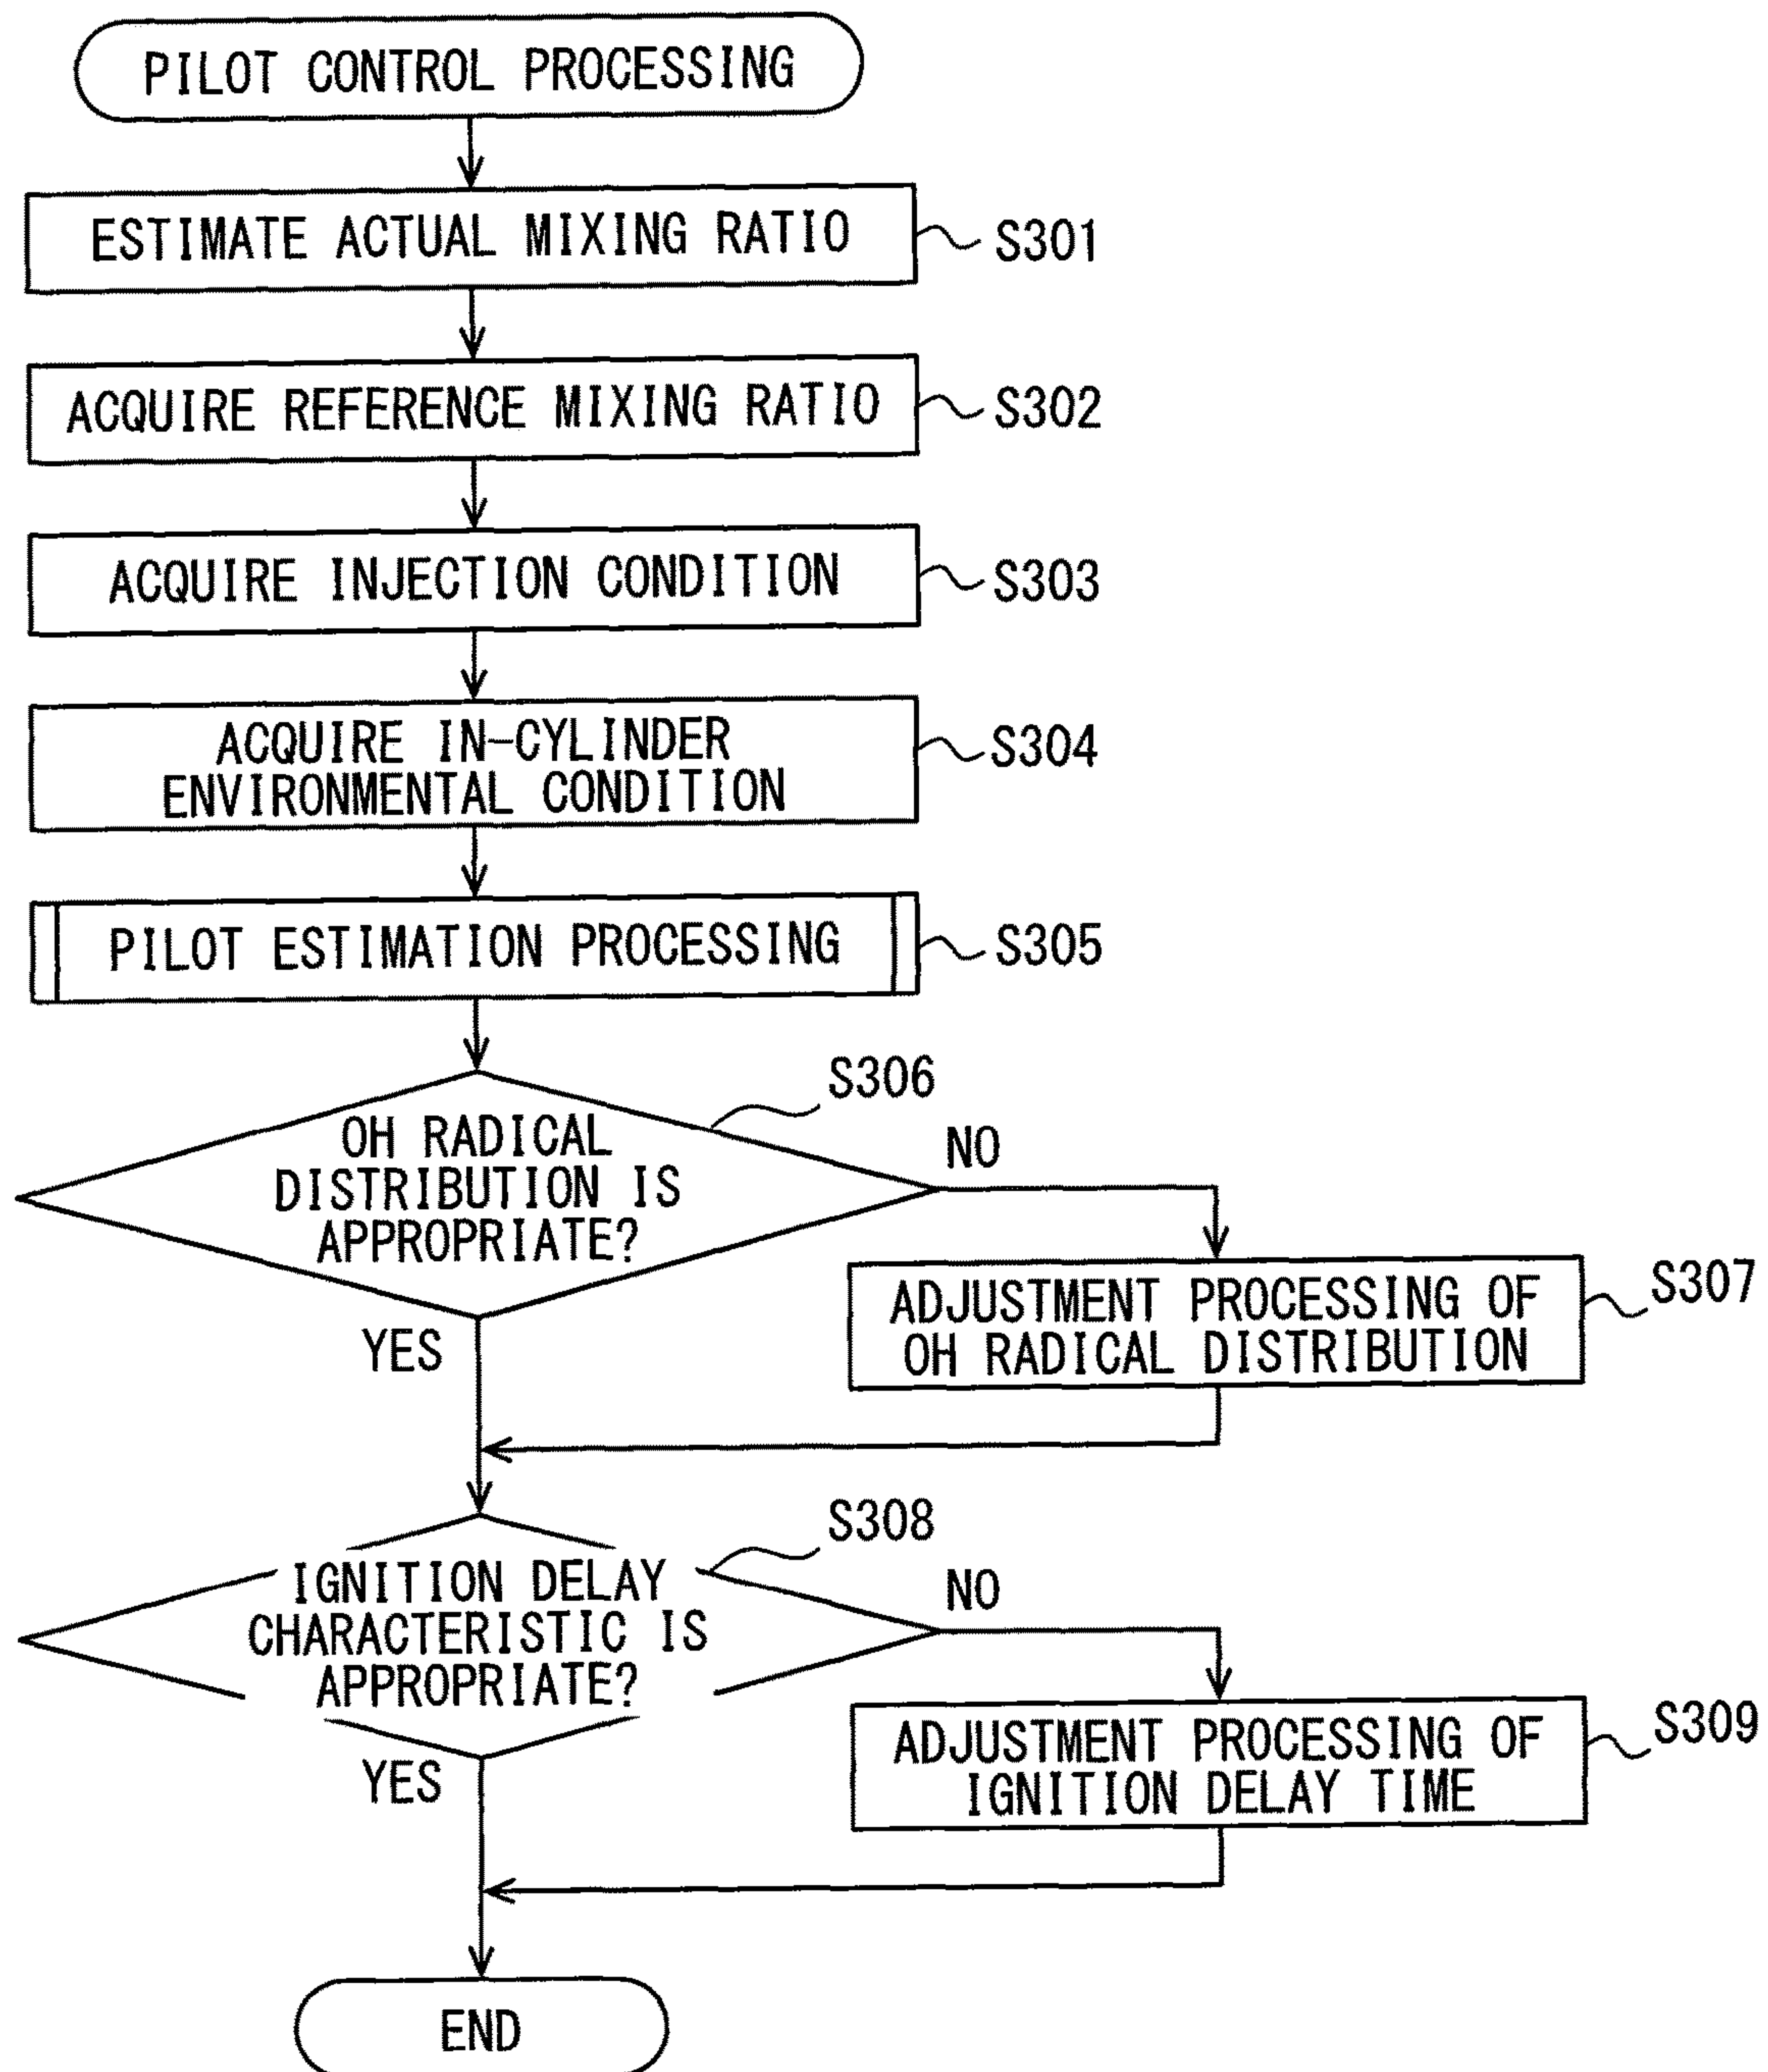 PILOT CONTROL PROCESSING
ESTIMATE ACTUAL MIXING RATIO
S301
ACQUIRE REFERENCE MIXING RATIO
S302
ACQUIRE INJECTION CONDITION
S303
ACQUIRE IN-CYLINDER
ENVIRONMENTAL CONDITION
S304
PILOT ESTIMATION PROCESSING
S305
S306
OH RADICAL
DISTRIBUTION IS
APPROPRIATE?
NO
YES
ADJUSTMENT PROCESSING OF
OH RADICAL DISTRIBUTION
S307
S308
IGNITION DELAY
CHARACTERISTIC IS
APPROPRIATE?
NO
YES
ADJUSTMENT PROCESSING OF
IGNITION DELAY TIME
S309
END